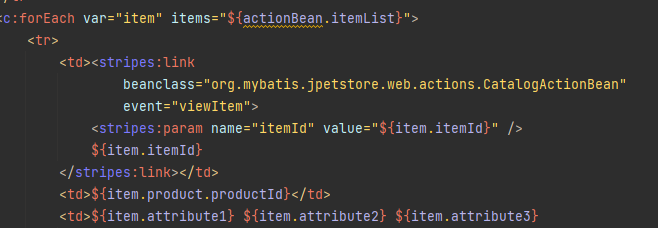 <c:forEach var="item" items="${actionBean.itemList}">
<tr>
<td><stripes:link
beanclass="org.mybatis.jpetstore.web.actions.CatalogActionBean"
event="viewItem">
<stripes:param name="itemId" value="${item.itemId}" />
${item.itemId}
</stripes:link></td>
<td>${item.product.productId}</td>
<td>${item.attribute1} ${item.attribute2} ${item.attribute3}